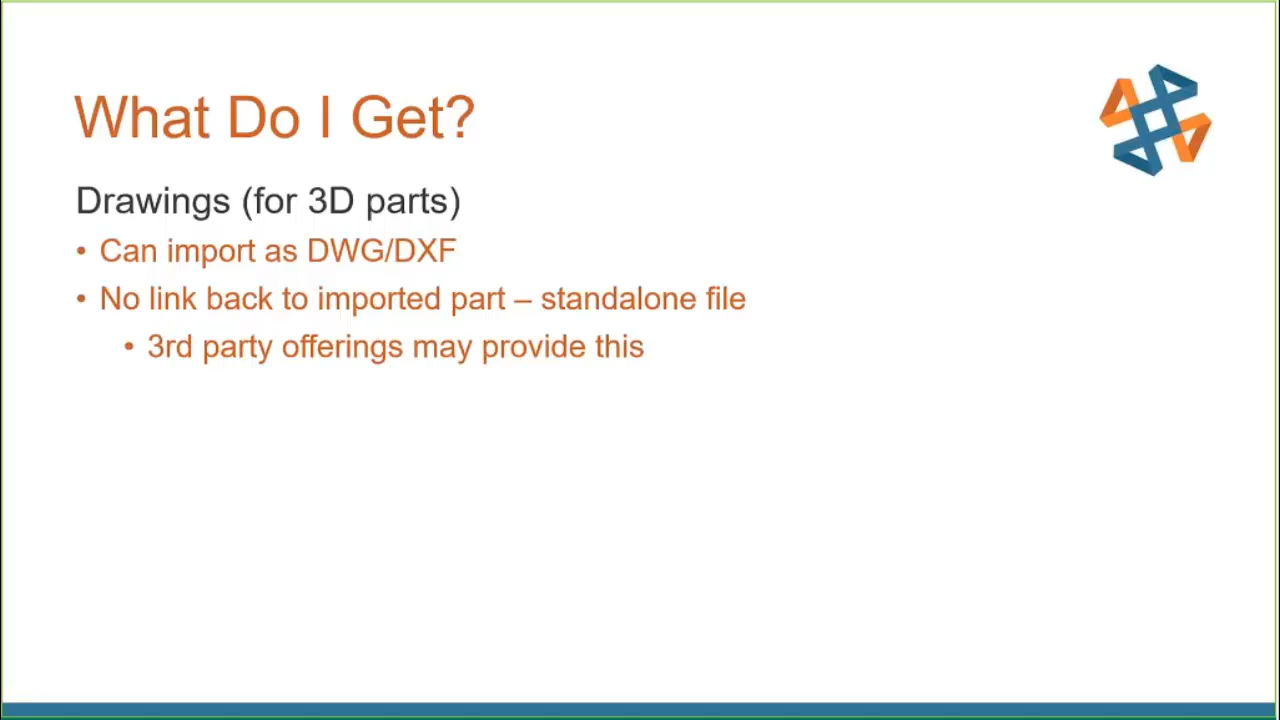 What Do I Get?
Drawings (for 3D parts)
• Can import as DWG/DXF
• No link back to imported part – standalone file
• 3rd party offerings may provide this